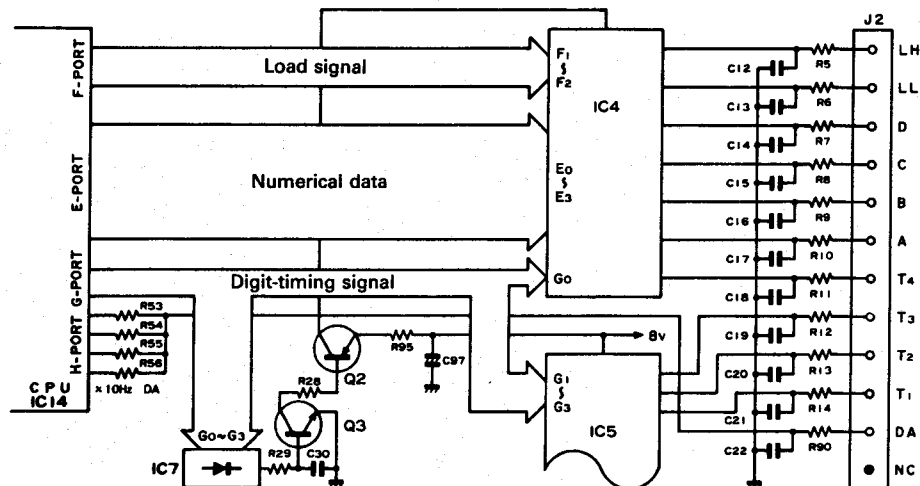 J2
F-PORT
Load signal
F1
F2
IC4
C12
R5
LH
C13
R6
LL
E-PORT
Numerical data
E0
E3
C14
R7
D
C15
R8
C
C16
R9
B
C17
R10
A
G-PORT
Digit-timing signal
G0
C18
R11
T4
H-PORT
R53
R54
R55
R56
×10Hz DA
CPU
IC14
Q2
R95
C97
8v
C19
R12
T3
C20
R13
T2
R28
Q3
G1
G3
IC5
C21
R14
T1
G0~G3
IC7
R29
C30
C22
R90
DA
NC